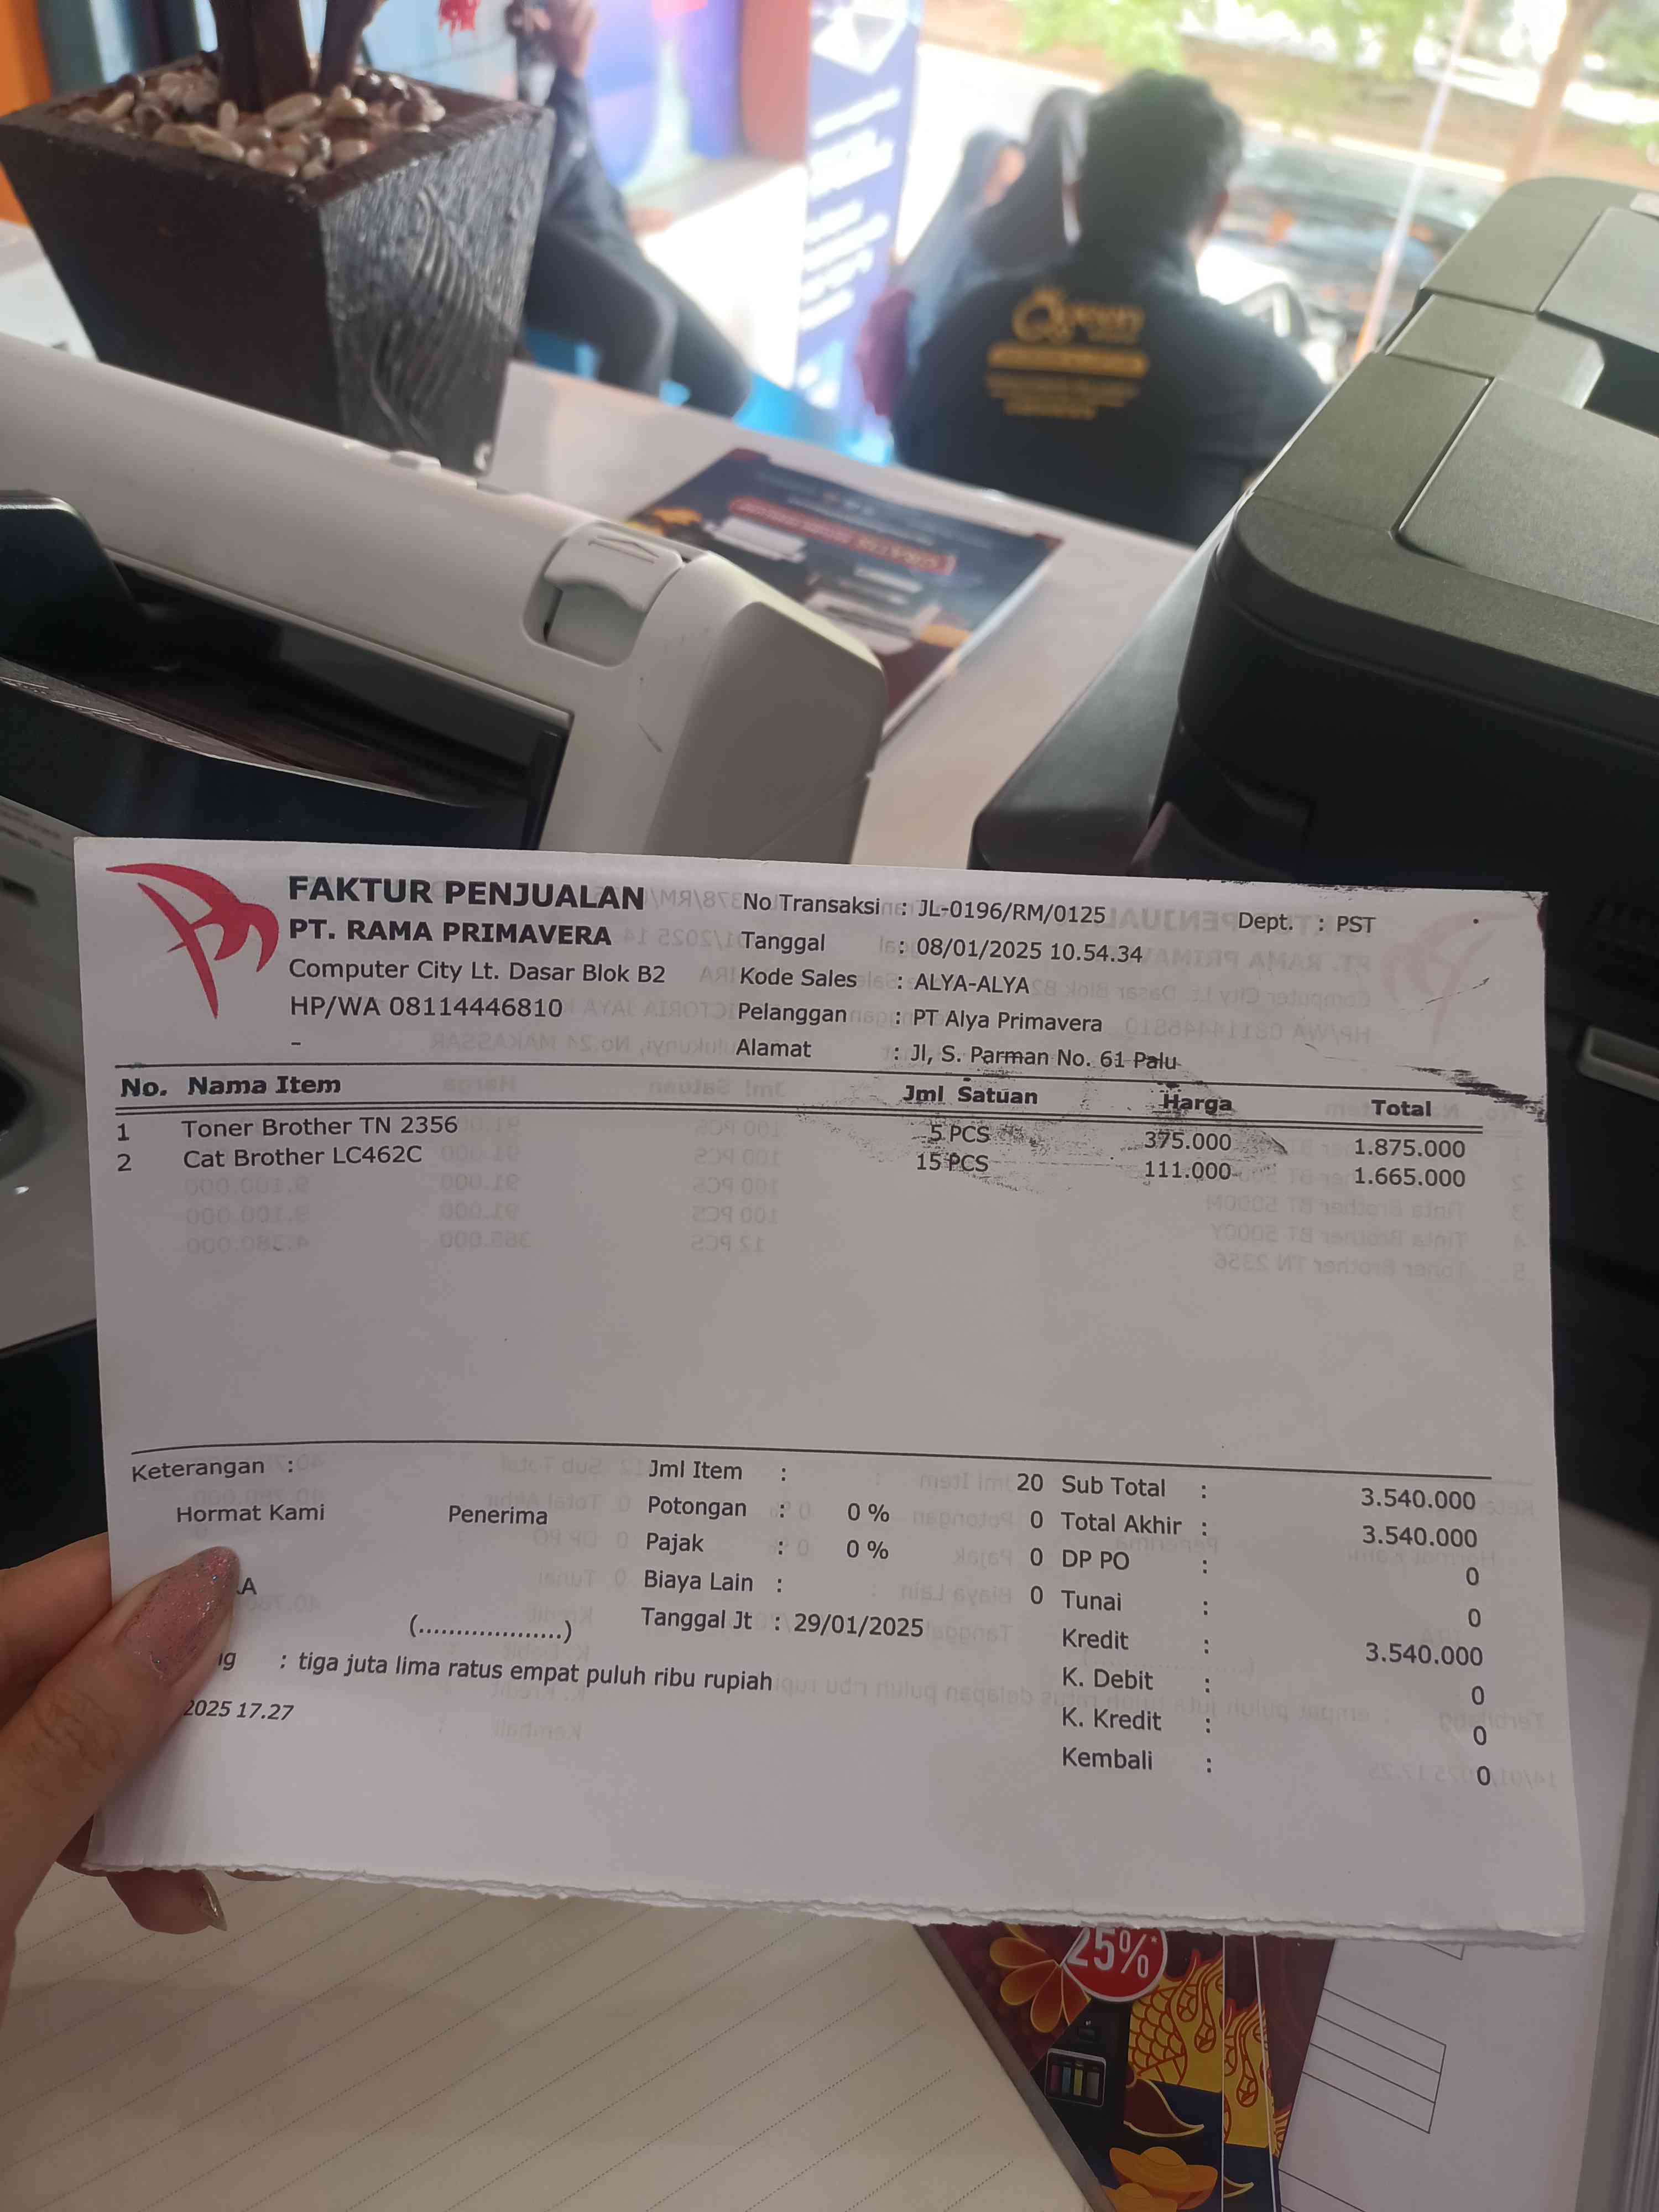 FAKTUR PENJUALAN
PT. RAMA PRIMAVERA
Computer City Lt. Dasar Blok B2
HP/WA 08114446810
-
No Transaksi : JL-0196/RM/0125
Dept. : PST
Tanggal : 08/01/2025 10.54.34
Kode Sales : ALYA-ALYA
Pelanggan : PT Alya Primavera
Alamat : Jl, S. Parman No. 61 Palu
No. Nama Item Jml Satuan Harga Total
1 Toner Brother TN 2356 5 PCS 375.000 1.875.000
2 Cat Brother LC462C 15 PCS 111.000 1.665.000
Keterangan :
Hormat Kami Penerima
(...................)
Jml Item : 20
Potongan : 0 % 0
Pajak : 0 % 0
Biaya Lain : 0
Tanggal Jt : 29/01/2025
Sub Total : 3.540.000
Total Akhir : 3.540.000
DP PO : 0
Tunai : 0
Kredit : 3.540.000
K. Debit : 0
K. Kredit : 0
Kembali : 0
: tiga juta lima ratus empat puluh ribu rupiah
2025 17.27
25%